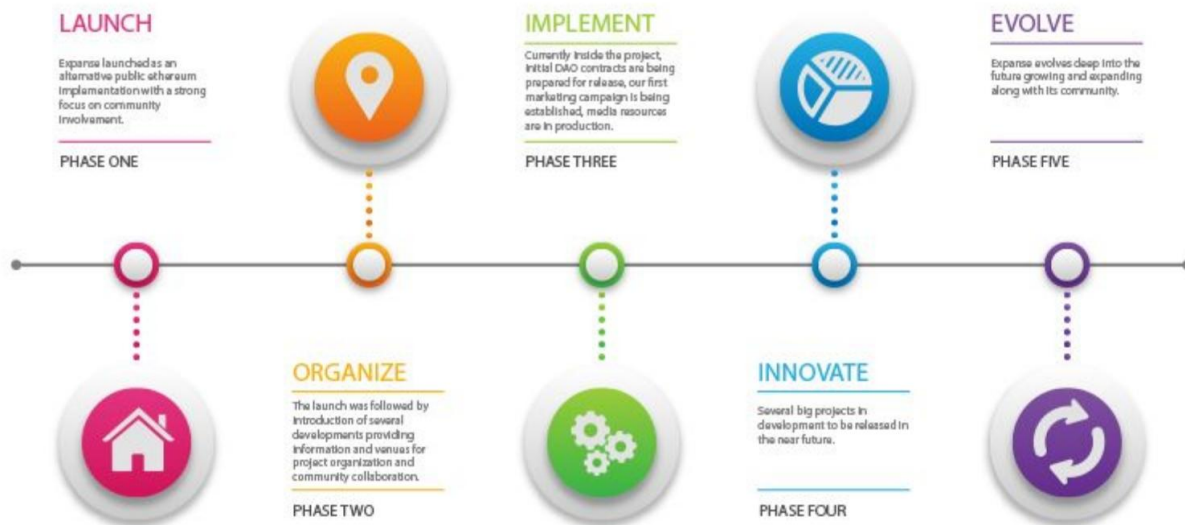 LAUNCH
Expanse launched as an
alternative public ethereum
implementation with a strong
focus on community
involvement.
PHASE ONE
ORGANIZE
The launch was followed by
introduction of several
developments providing
information and venues for
project organization and
community collaboration.
PHASE TWO
IMPLEMENT
Currently inside the project,
initial DAO contracts are being
prepared for release, our first
marketing campaign is being
established, media resources
are in production.
PHASE THREE
INNOVATE
Several big projects in
development to be released in
the near future.
PHASE FOUR
EVOLVE
Expanse evolves deep into the
future growing and expanding
along with its community.
PHASE FIVE